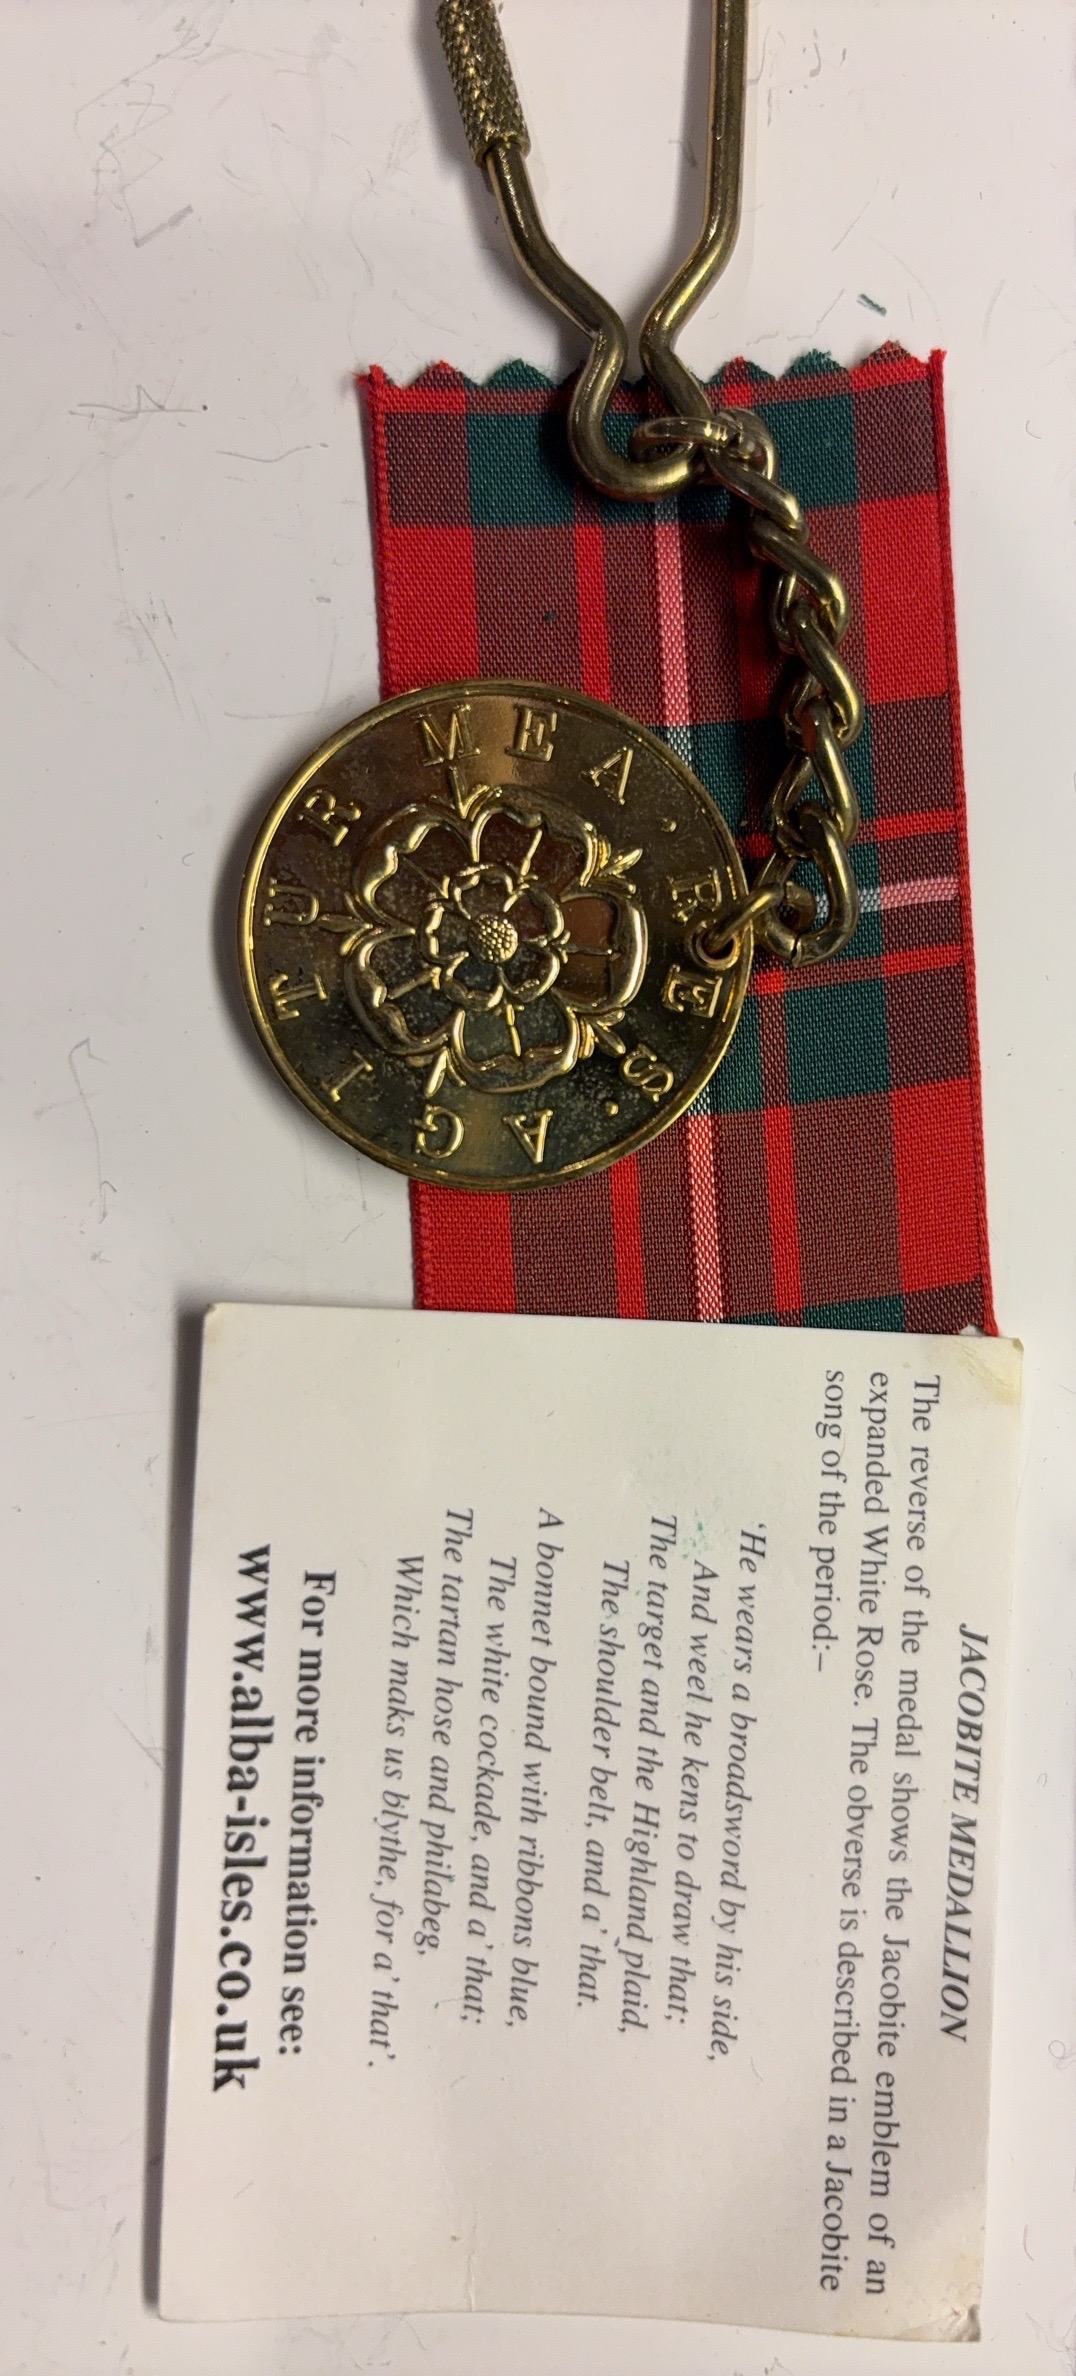 MEA·RES·AGITUR
JACOBITE MEDALLION
The reverse of the medal shows the Jacobite emblem of an
expanded White Rose. The obverse is described in a Jacobite
song of the period:–
‘He wears a broadsword by his side,
And weel he kens to draw that;
The target and the Highland plaid,
The shoulder belt, and a’ that.
A bonnet bound with ribbons blue,
The white cockade, and a’ that;
The tartan hose and philabeg,
Which maks us blythe, for a’ that’.
For more information see:
www.alba-isles.co.uk